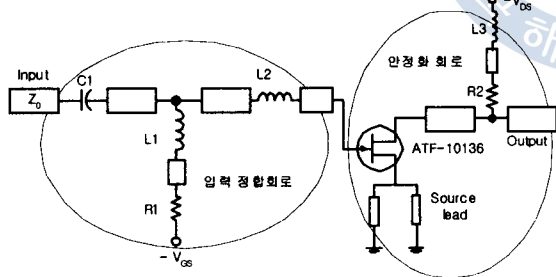 -V_DS
L3
Input
C1
L2
안정화 회로
Z₀
R2
L1
ATF-10136
Output
입력 정합회로
R1
Source
lead
- V_GS
해